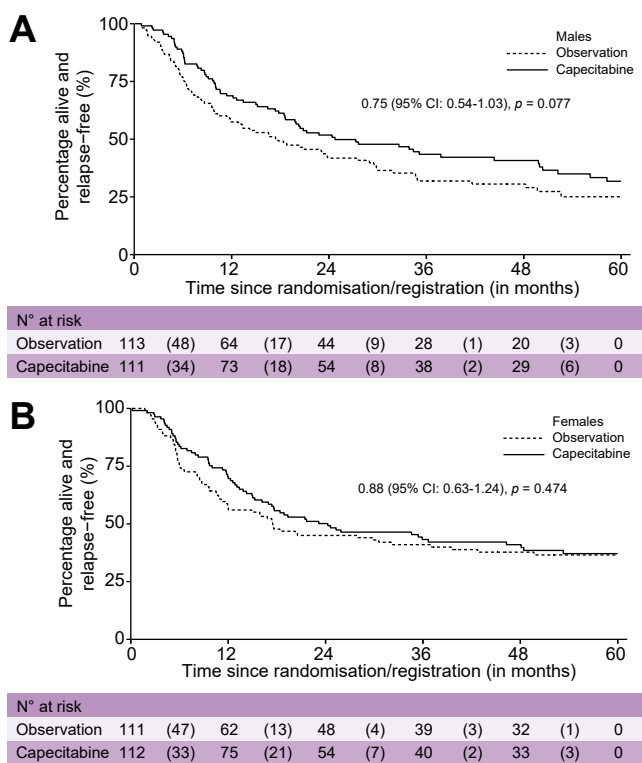 A
Percentage alive and
relapse−free (%)
100
75
50
25
0
Males
Observation
Capecitabine
0.75 (95% CI: 0.54-1.03), p = 0.077
0 12 24 36 48 60
Time since randomisation/registration (in months)
N° at risk
Observation 113 (48) 64 (17) 44 (9) 28 (1) 20 (3) 0
Capecitabine 111 (34) 73 (18) 54 (8) 38 (2) 29 (6) 0
B
Percentage alive and
relapse−free (%)
100
75
50
25
0
Females
Observation
Capecitabine
0.88 (95% CI: 0.63-1.24), p = 0.474
0 12 24 36 48 60
Time since randomisation/registration (in months)
N° at risk
Observation 111 (47) 62 (13) 48 (4) 39 (3) 32 (1) 0
Capecitabine 112 (33) 75 (21) 54 (7) 40 (2) 33 (3) 0